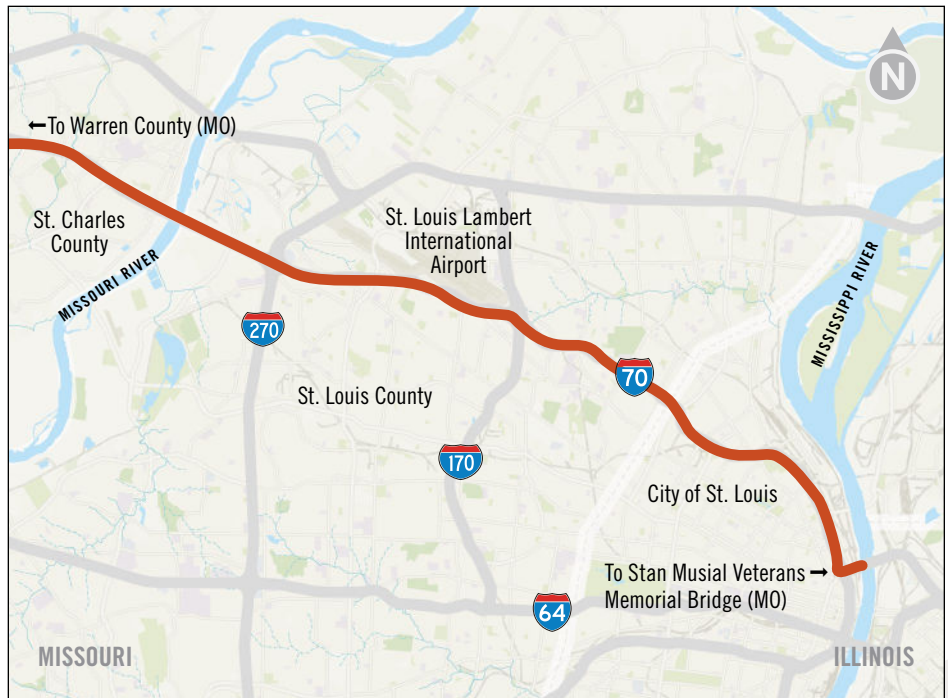 N
←To Warren County (MO)
St. Charles
County
MISSOURI RIVER
St. Louis Lambert
International
Airport
MISSISSIPPI RIVER
270
70
St. Louis County
170
City of St. Louis
To Stan Musial Veterans →
Memorial Bridge (MO)
64
MISSOURI
ILLINOIS